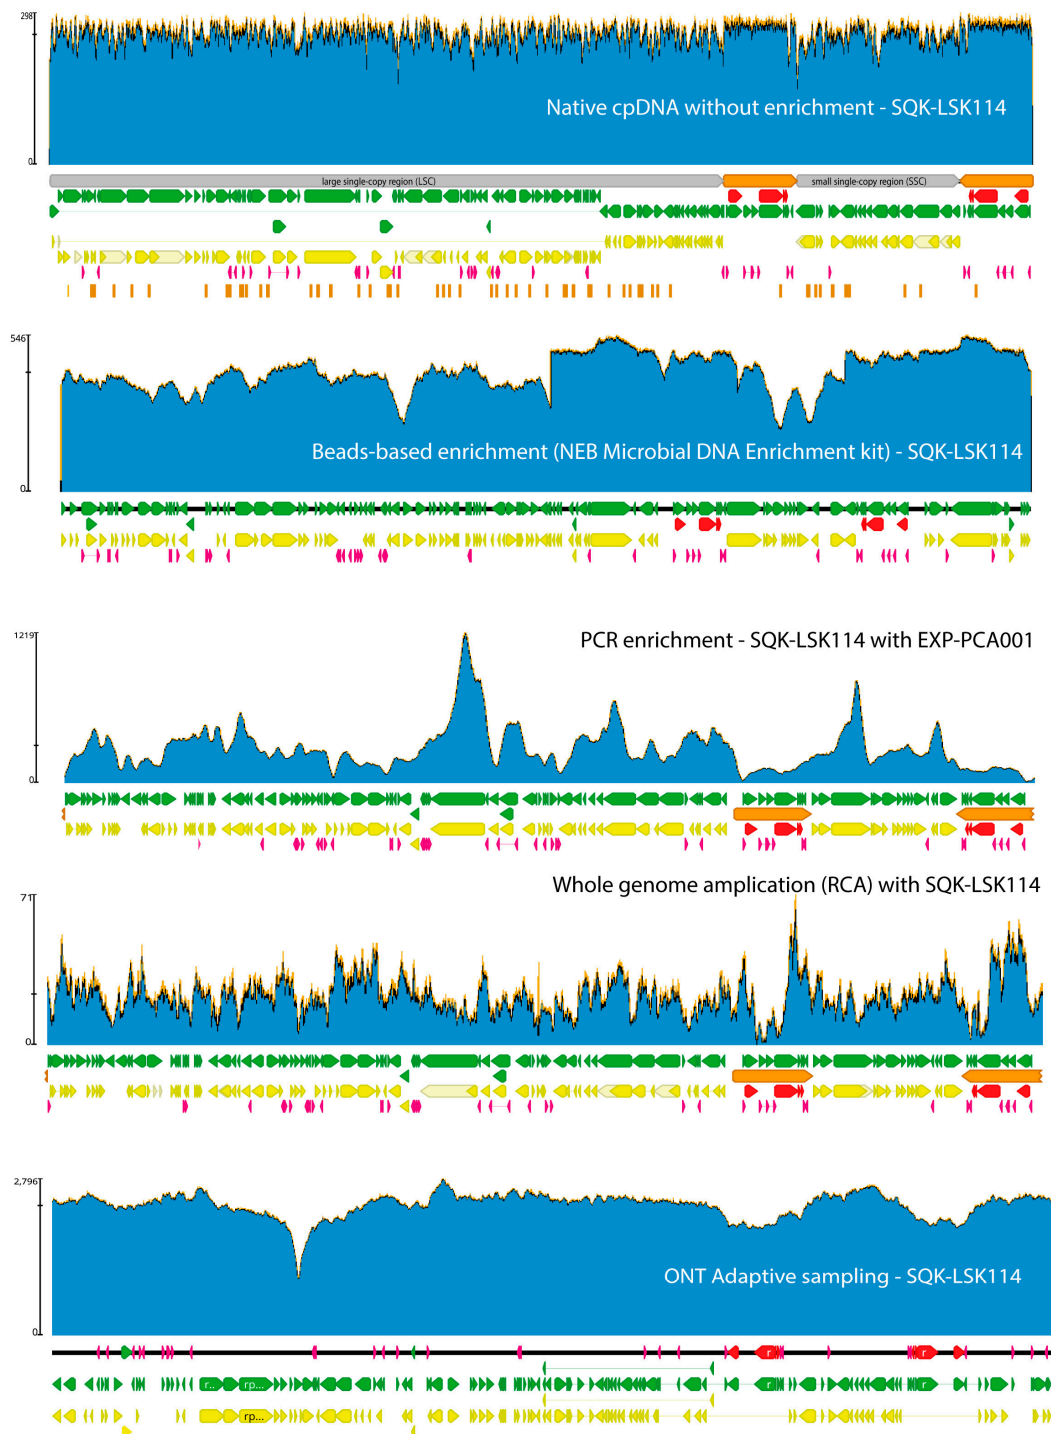 298
Native cpDNA without enrichment - SQK-LSK114
0
large single-copy region (LSC)
small single-copy region (SSC)
546
Beads-based enrichment (NEB Microbial DNA Enrichment kit) - SQK-LSK114
0
1219
PCR enrichment - SQK-LSK114 with EXP-PCA001
0
Whole genome amplication (RCA) with SQK-LSK114
71
0
2,796
ONT Adaptive sampling - SQK-LSK114
0
r
r
r.. rp... r r
rp...